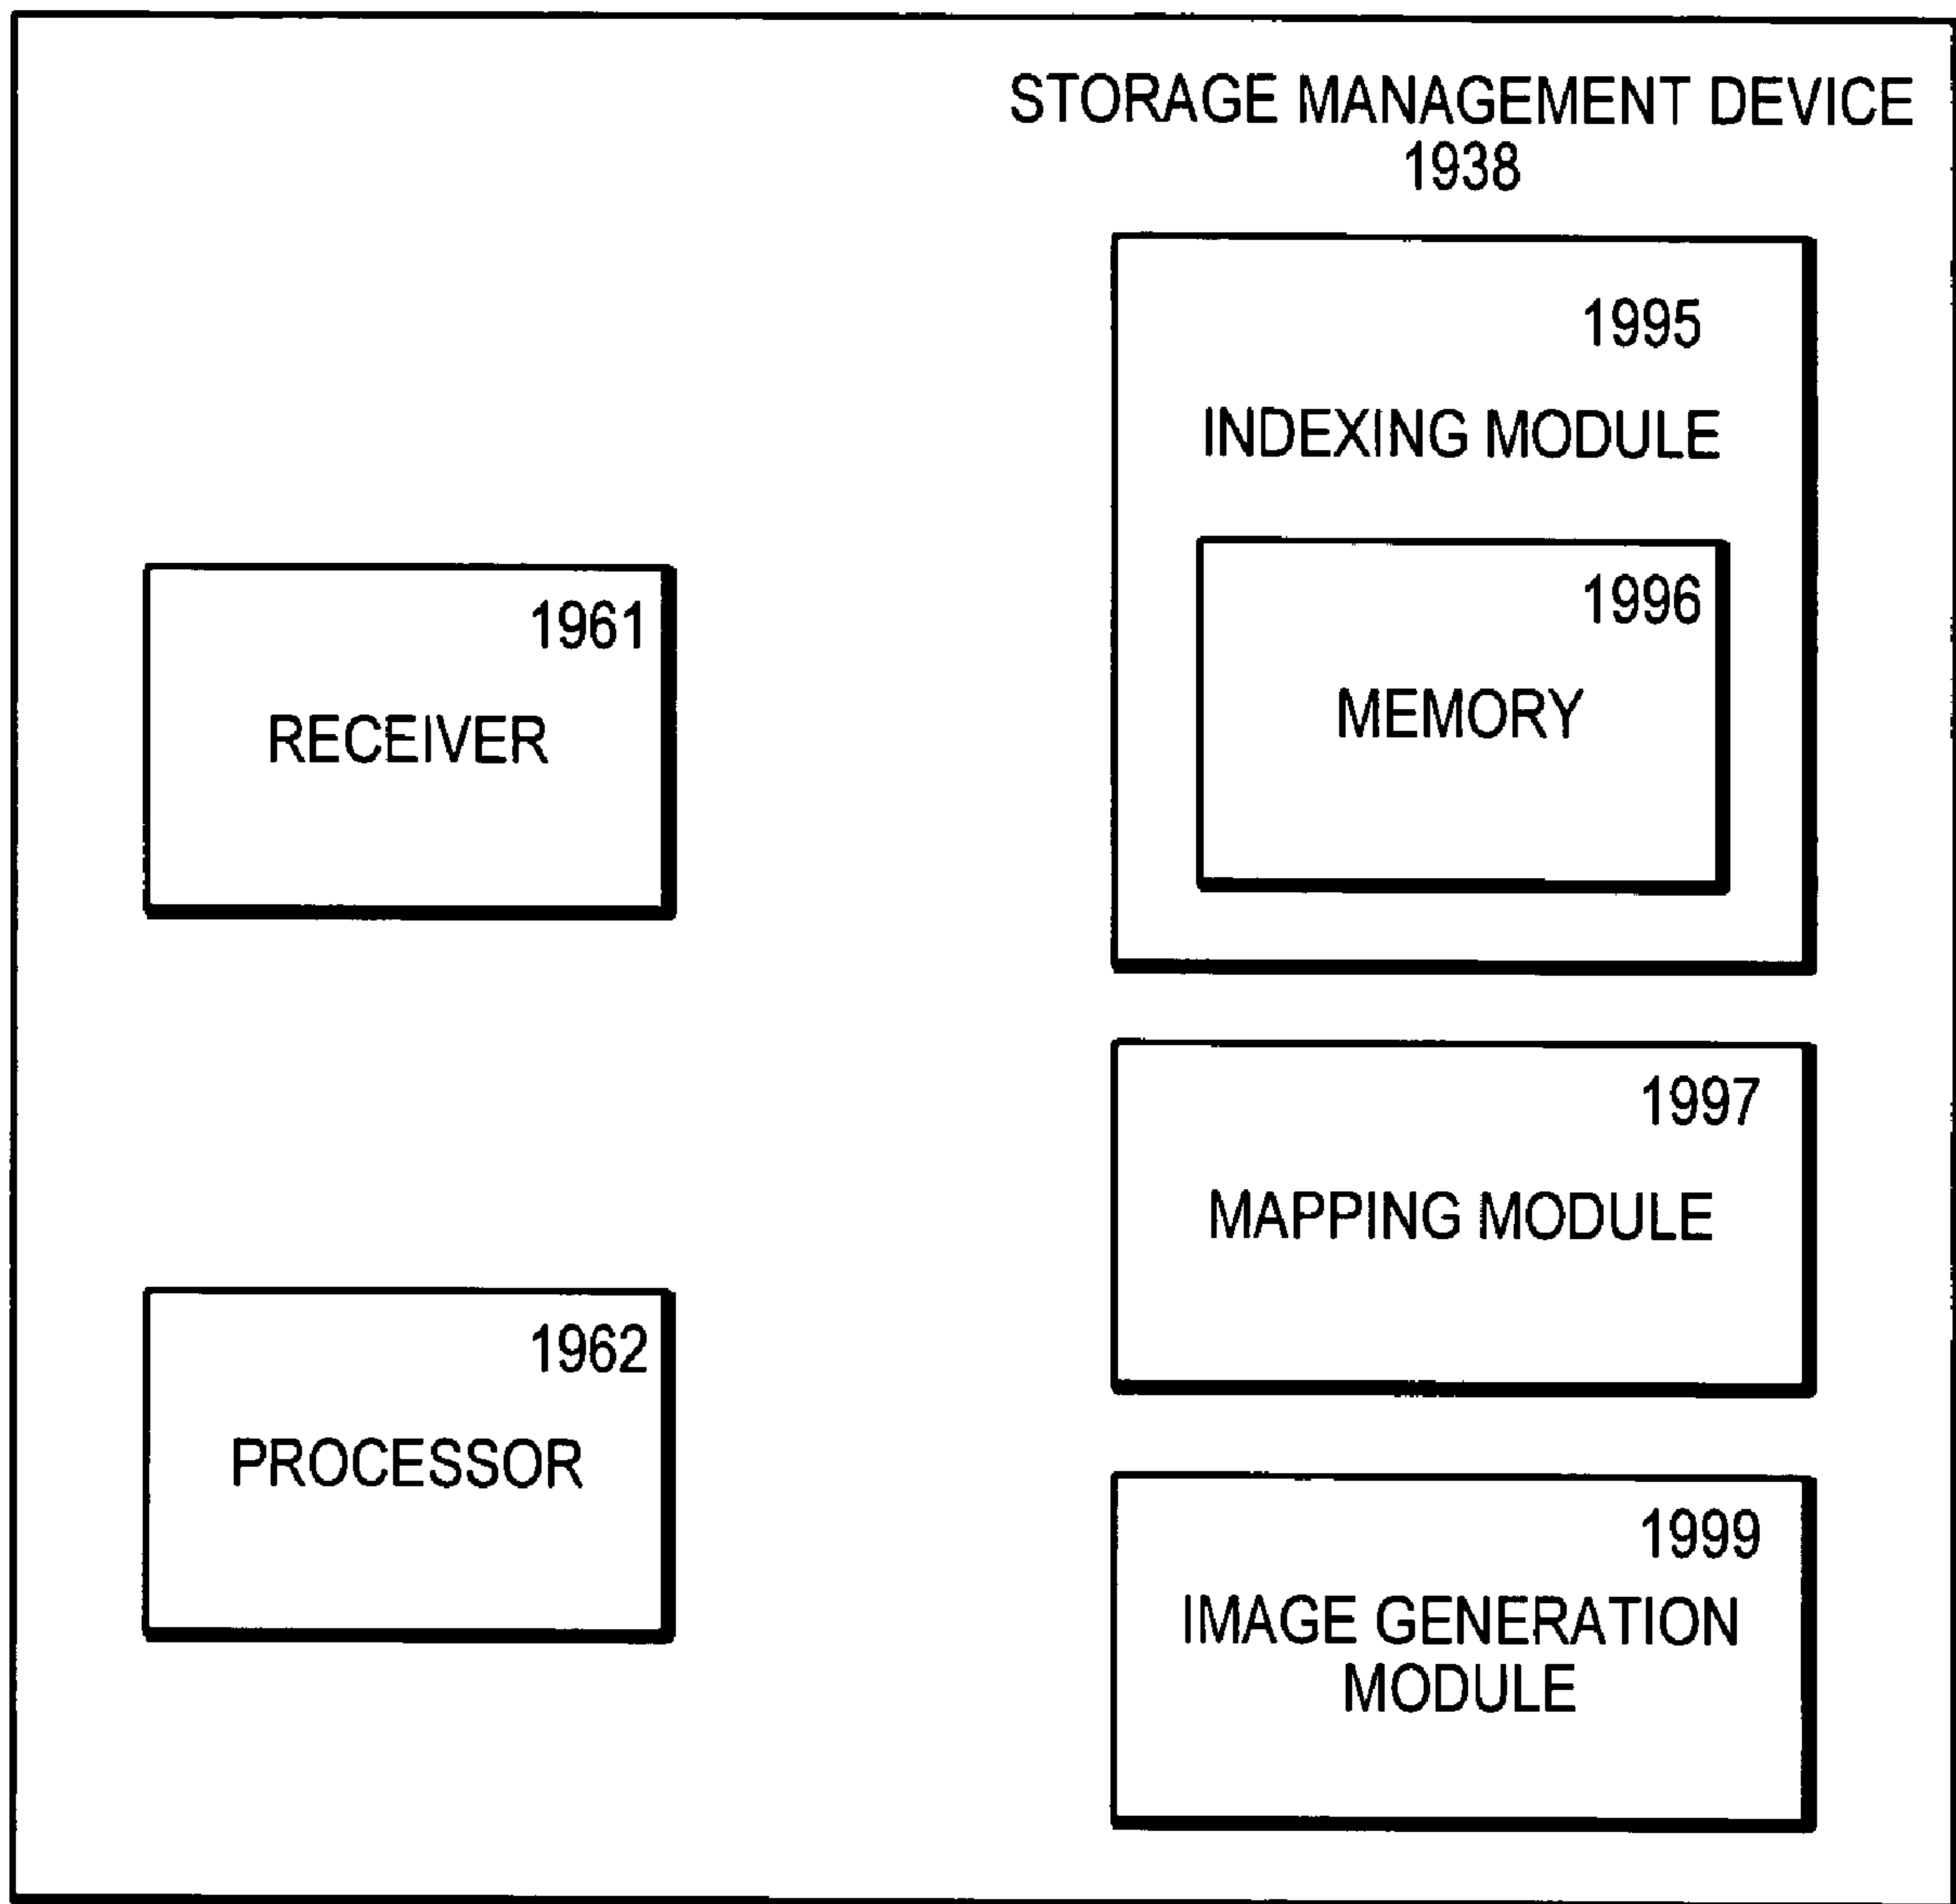 STORAGE MANAGEMENT DEVICE
1938
1995
INDEXING MODULE
1996
MEMORY
1961
RECEIVER
1997
MAPPING MODULE
1962
PROCESSOR
1999
IMAGE GENERATION
MODULE